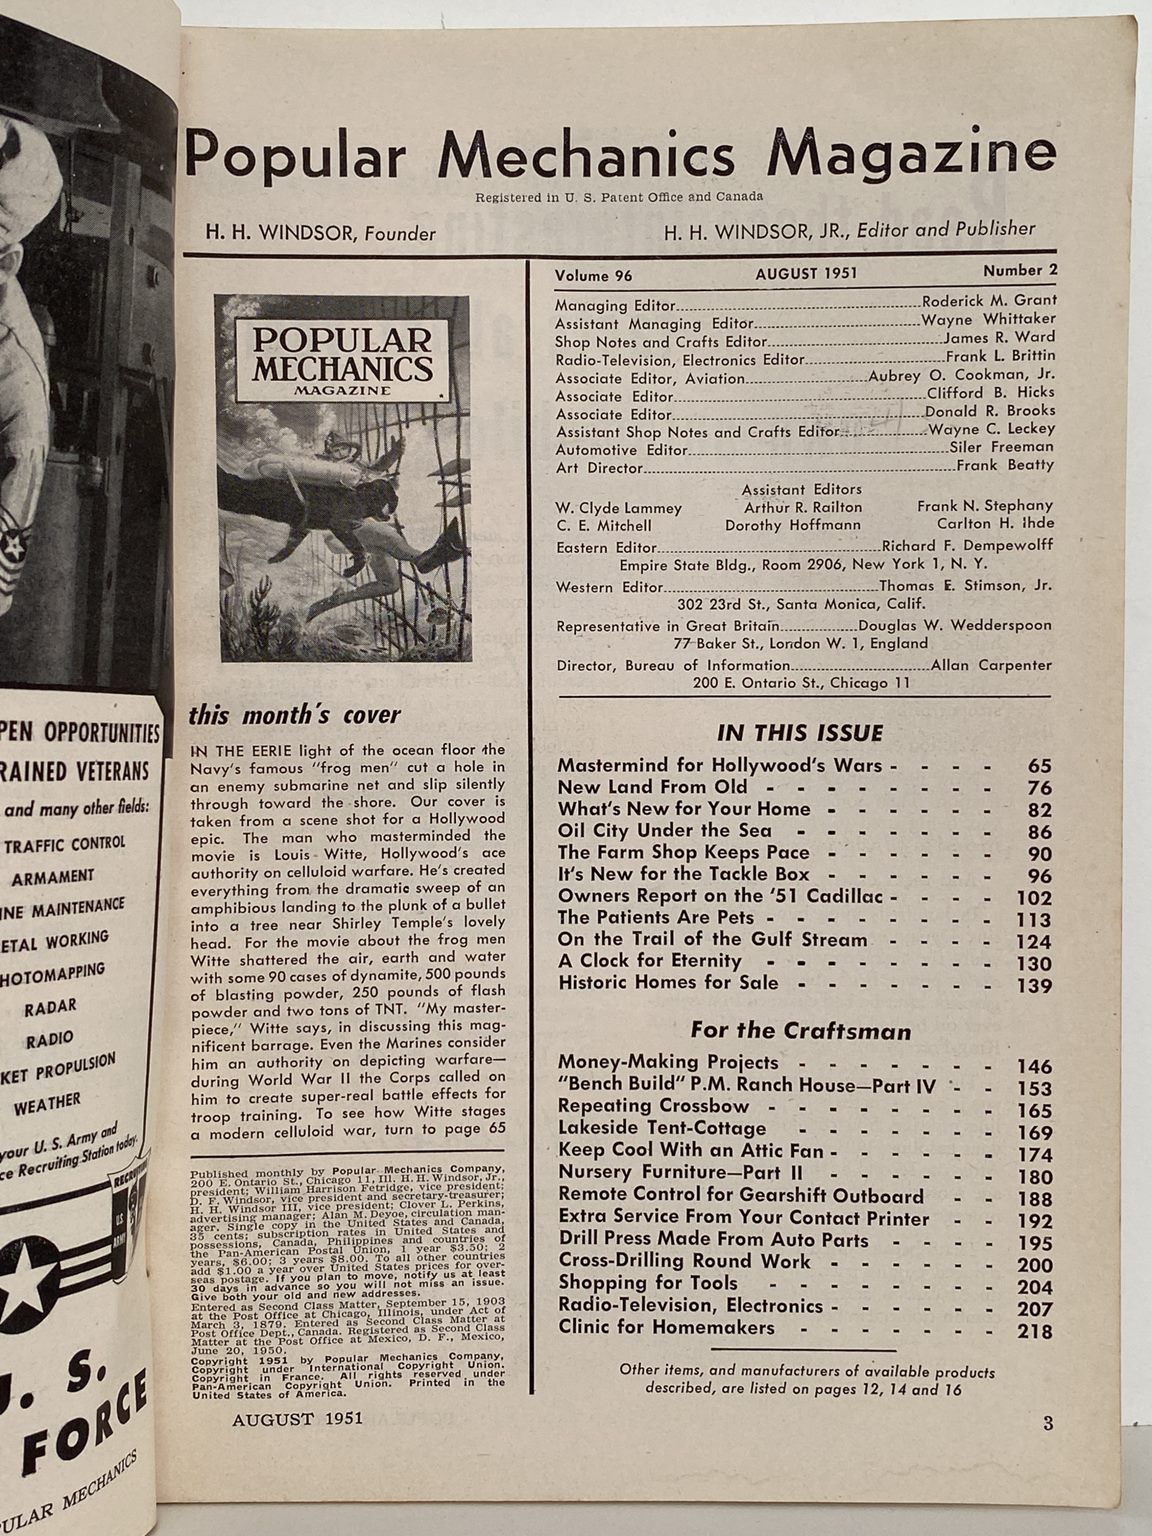 PEN OPPORTUNITIES
RAINED VETERANS
and many other fields:
TRAFFIC CONTROL
ARMAMENT
INE MAINTENANCE
ETAL WORKING
HOTOMAPPING
RADAR
RADIO
KET PROPULSION
WEATHER
your U. S. Army and
ce Recruiting Station today.
U. S.
FORCE
PULAR MECHANICS
Popular Mechanics Magazine
Registered in U. S. Patent Office and Canada
H. H. WINDSOR, Founder
H. H. WINDSOR, JR., Editor and Publisher
POPULAR
MECHANICS
MAGAZINE
this month's cover
IN THE EERIE light of the ocean floor the
Navy's famous "frog men" cut a hole in
an enemy submarine net and slip silently
through toward the shore. Our cover is
taken from a scene shot for a Hollywood
epic. The man who masterminded the
movie is Louis Witte, Hollywood's ace
authority on celluloid warfare. He's created
everything from the dramatic sweep of an
amphibious landing to the plunk of a bullet
into a tree near Shirley Temple's lovely
head. For the movie about the frog men
Witte shattered the air, earth and water
with some 90 cases of dynamite, 500 pounds
of blasting powder, 250 pounds of flash
powder and two tons of TNT. "My master-
piece," Witte says, in discussing this mag-
nificent barrage. Even the Marines consider
him an authority on depicting warfare—
during World War II the Corps called on
him to create super-real battle effects for
troop training. To see how Witte stages
a modern celluloid war, turn to page 65
Published monthly by Popular Mechanics Company,
200 E. Ontario St., Chicago 11, Ill. H. H. Windsor, Jr.,
president; William Harrison Fetridge, vice president;
D. F. Windsor, vice president and secretary-treasurer;
H. H. Windsor III, vice president; Clover L. Perkins,
advertising manager; Alan M. Deyoe, circulation man-
ager. Single copy in the United States and Canada,
35 cents; subscription rates in United States and
possessions, Canada, Philippines and countries of
the Pan-American Postal Union, 1 year $3.50; 2
years, $6.00; 3 years $8.00. To all other countries
add $1.00 a year over United States prices for over-
seas postage. If you plan to move, notify us at least
30 days in advance so you will not miss an issue.
Give both your old and new addresses.
Entered as Second Class Matter, September 15, 1903
at the Post Office at Chicago, Illinois, under Act of
March 3, 1879. Entered as Second Class Matter at
Post Office Dept., Canada. Registered as Second Class
Matter at the Post Office at Mexico, D. F., Mexico,
June 20, 1950.
Copyright 1951 by Popular Mechanics Company,
Copyright under International Copyright Union.
Copyright in France. All rights reserved under
Pan-American Copyright Union. Printed in the
United States of America.
Volume 96 AUGUST 1951 Number 2
Managing Editor Roderick M. Grant
Assistant Managing Editor Wayne Whittaker
Shop Notes and Crafts Editor James R. Ward
Radio-Television, Electronics Editor Frank L. Brittin
Associate Editor, Aviation Aubrey O. Cookman, Jr.
Associate Editor Clifford B. Hicks
Associate Editor Donald R. Brooks
Assistant Shop Notes and Crafts Editor Wayne C. Leckey
Automotive Editor Siler Freeman
Art Director Frank Beatty
Assistant Editors
W. Clyde Lammey Arthur R. Railton Frank N. Stephany
C. E. Mitchell Dorothy Hoffmann Carlton H. Ihde
Eastern Editor Richard F. Dempewolff
Empire State Bldg., Room 2906, New York 1, N. Y.
Western Editor Thomas E. Stimson, Jr.
302 23rd St., Santa Monica, Calif.
Representative in Great Britain Douglas W. Wedderspoon
77 Baker St., London W. 1, England
Director, Bureau of Information Allan Carpenter
200 E. Ontario St., Chicago 11
IN THIS ISSUE
Mastermind for Hollywood's Wars - - - - 65
New Land From Old - - - - - - - 76
What's New for Your Home - - - - - - 82
Oil City Under the Sea - - - - - - 86
The Farm Shop Keeps Pace - - - - - - 90
It's New for the Tackle Box - - - - - - 96
Owners Report on the '51 Cadillac - - - - 102
The Patients Are Pets - - - - - - - 113
On the Trail of the Gulf Stream - - - - 124
A Clock for Eternity - - - - - - - 130
Historic Homes for Sale - - - - - - 139
For the Craftsman
Money-Making Projects - - - - - - 146
"Bench Build" P.M. Ranch House—Part IV - - 153
Repeating Crossbow - - - - - - - 165
Lakeside Tent-Cottage - - - - - - 169
Keep Cool With an Attic Fan - - - - - 174
Nursery Furniture—Part II - - - - - 180
Remote Control for Gearshift Outboard - - 188
Extra Service From Your Contact Printer - - 192
Drill Press Made From Auto Parts - - - - 195
Cross-Drilling Round Work - - - - - 200
Shopping for Tools - - - - - - - 204
Radio-Television, Electronics - - - - - 207
Clinic for Homemakers - - - - - - 218
Other items, and manufacturers of available products
described, are listed on pages 12, 14 and 16
AUGUST 1951
3